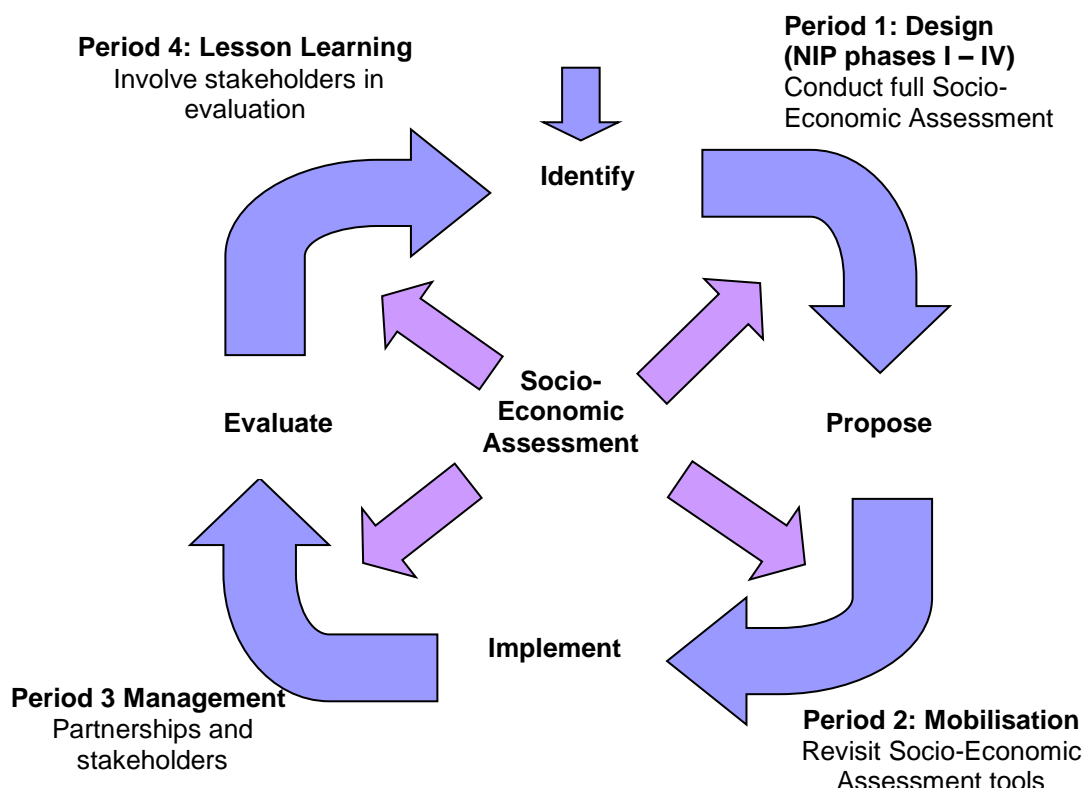 Period 4: Lesson Learning
Involve stakeholders in
evaluation
Period 1: Design
(NIP phases I – IV)
Conduct full Socio-
Economic Assessment
Identify
Socio-
Economic
Assessment
Evaluate
Propose
Implement
Period 3 Management
Partnerships and
stakeholders
Period 2: Mobilisation
Revisit Socio-Economic
Assessment tools